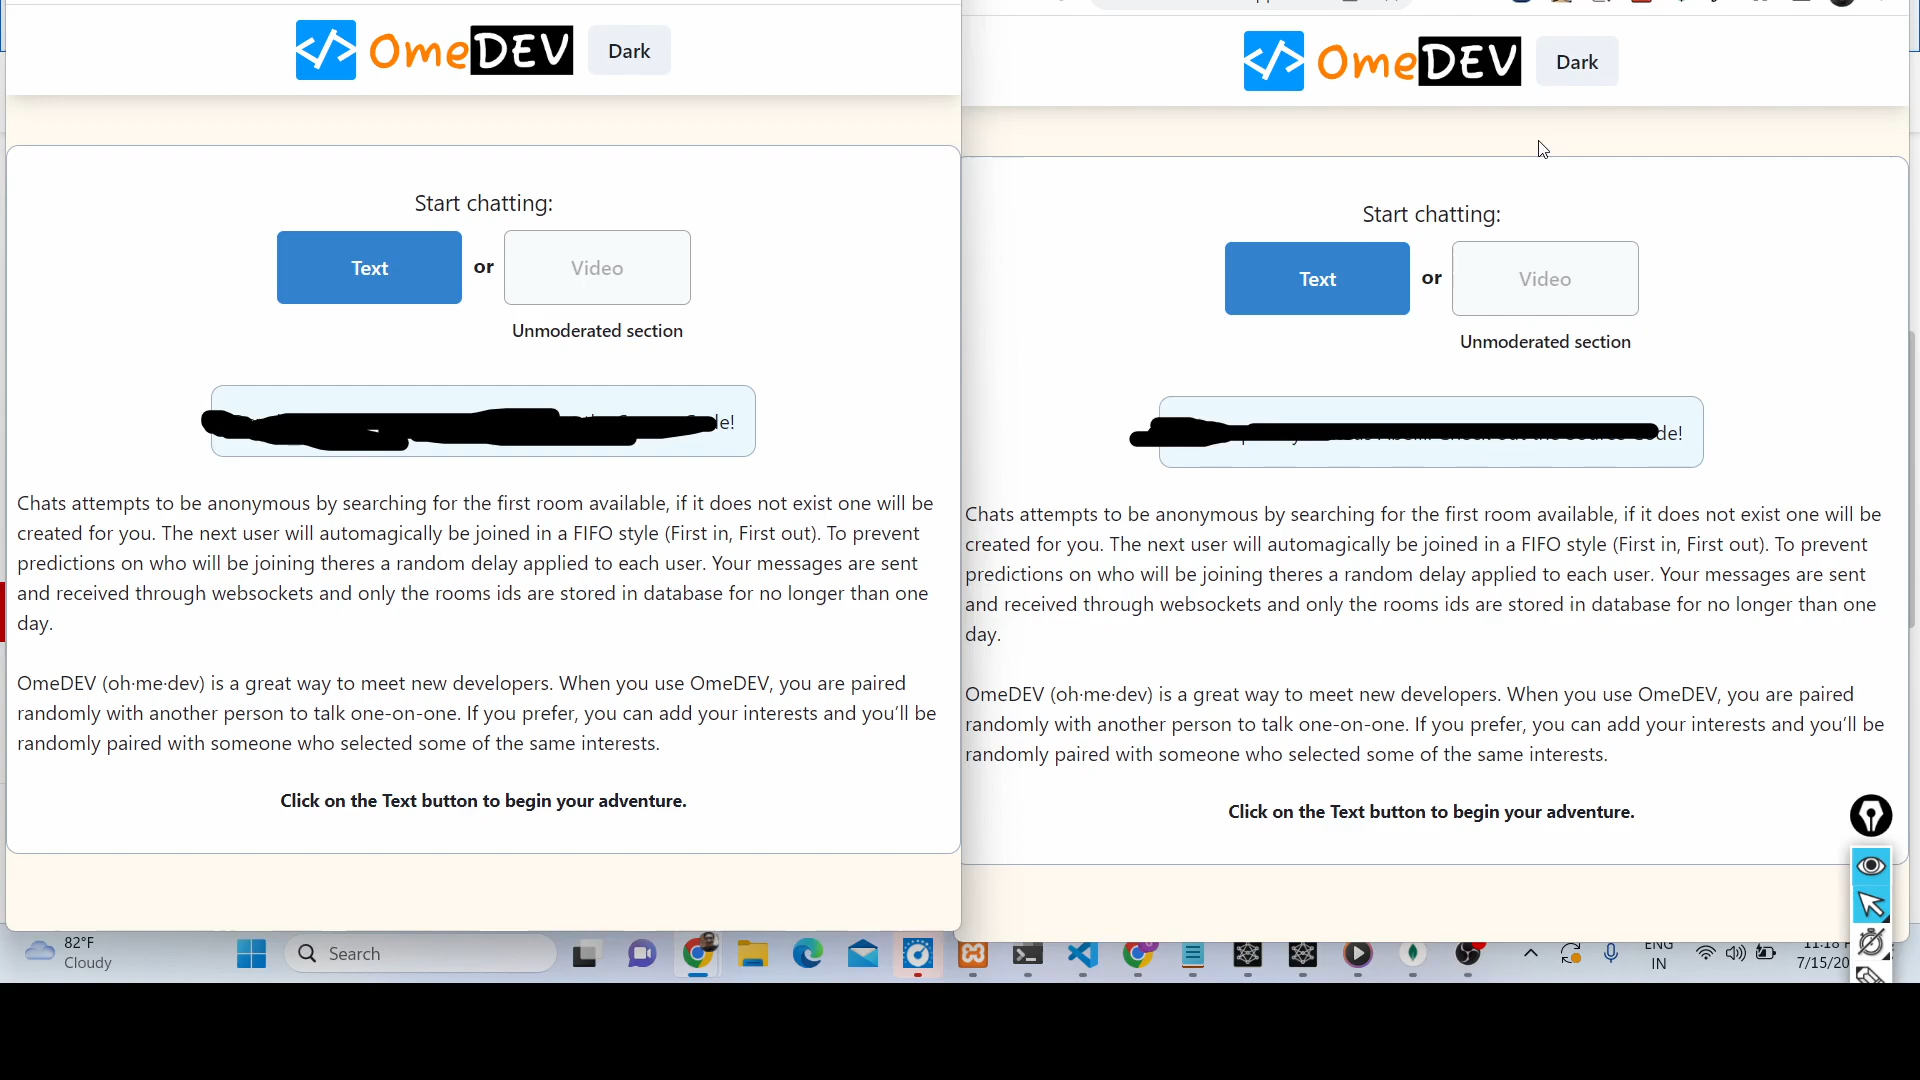 OmeDEV
Dark
Start chatting:
Text
or
Video
Unmoderated section
de!
Chats attempts to be anonymous by searching for the first room available, if it does not exist one will be
created for you. The next user will automagically be joined in a FIFO style (First in, First out). To prevent
predictions on who will be joining theres a random delay applied to each user. Your messages are sent
and received through websockets and only the rooms ids are stored in database for no longer than one
day.
OmeDEV (oh·me·dev) is a great way to meet new developers. When you use OmeDEV, you are paired
randomly with another person to talk one-on-one. If you prefer, you can add your interests and you’ll be
randomly paired with someone who selected some of the same interests.
Click on the Text button to begin your adventure.
OmeDEV
Dark
Start chatting:
Text
or
Video
Unmoderated section
de!
Chats attempts to be anonymous by searching for the first room available, if it does not exist one will be
created for you. The next user will automagically be joined in a FIFO style (First in, First out). To prevent
predictions on who will be joining theres a random delay applied to each user. Your messages are sent
and received through websockets and only the rooms ids are stored in database for no longer than one
day.
OmeDEV (oh·me·dev) is a great way to meet new developers. When you use OmeDEV, you are paired
randomly with another person to talk one-on-one. If you prefer, you can add your interests and you’ll be
randomly paired with someone who selected some of the same interests.
Click on the Text button to begin your adventure.
82°F
Cloudy
Search
ENG
IN
11:18
7/15/20